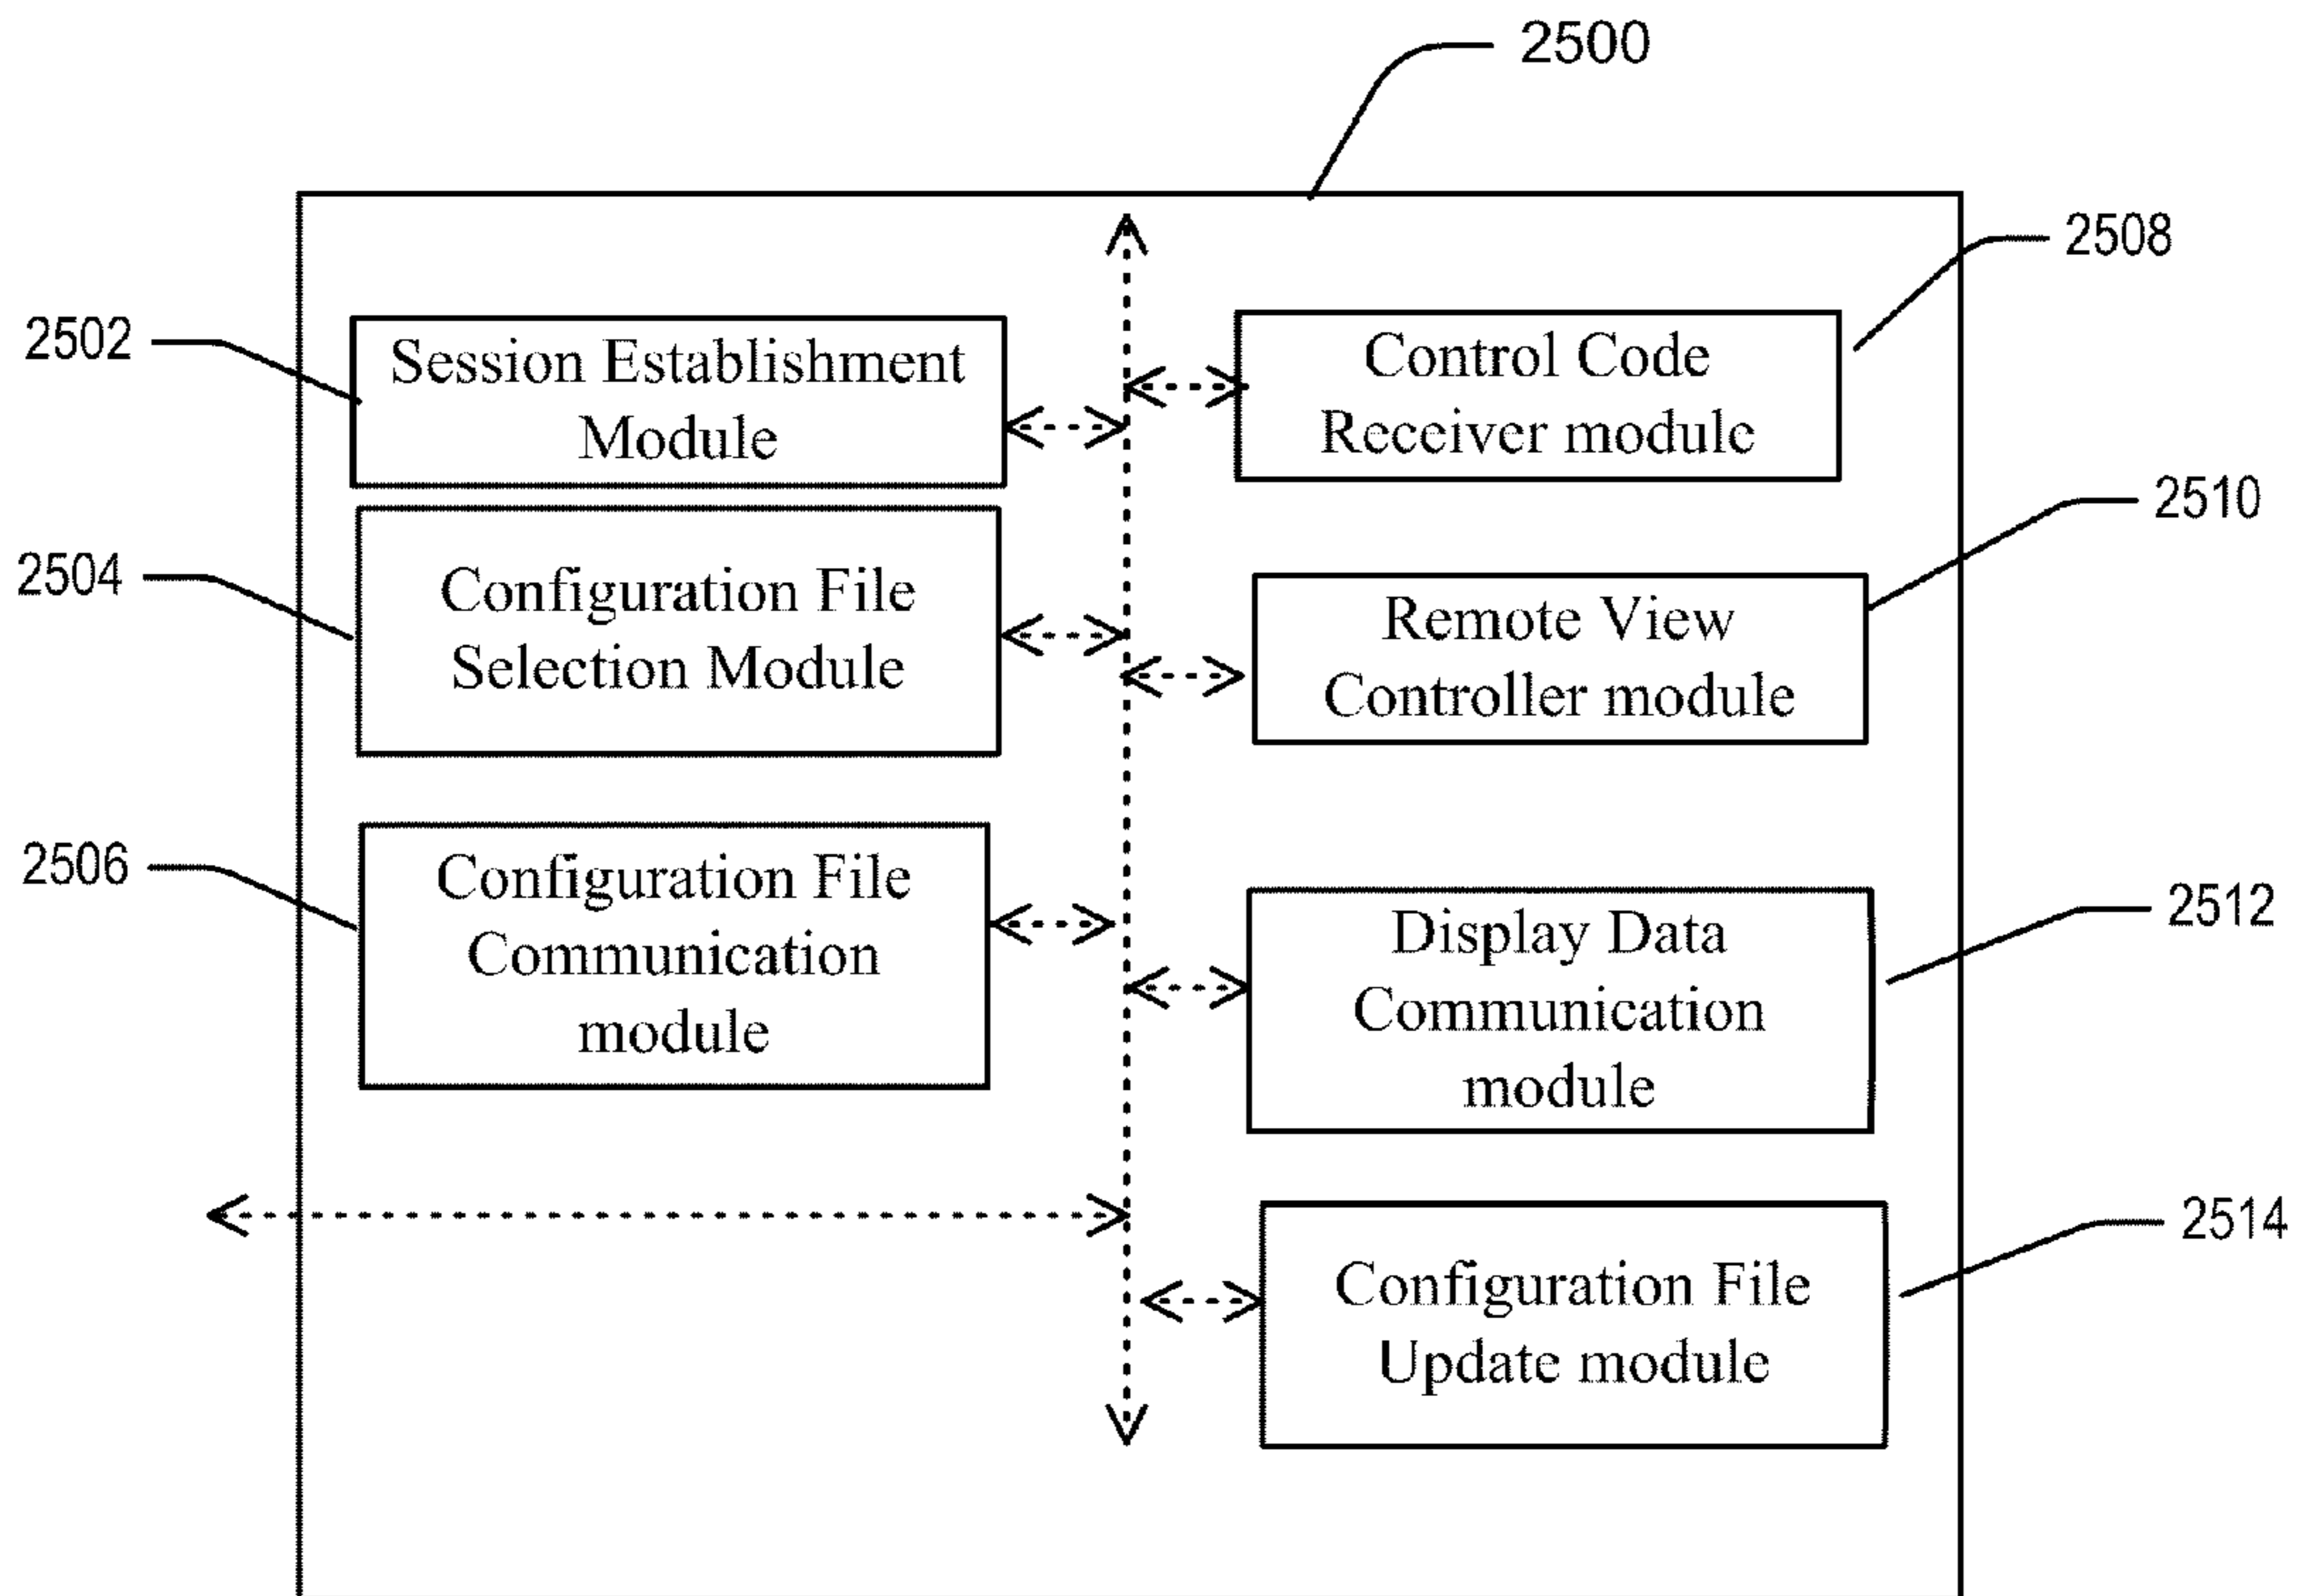 2500
2508
2502
Session Establishment
Module
Control Code
Receiver module
2510
2504
Configuration File
Selection Module
Remote View
Controller module
2506
Configuration File
Communication
module
2512
Display Data
Communication
module
2514
Configuration File
Update module